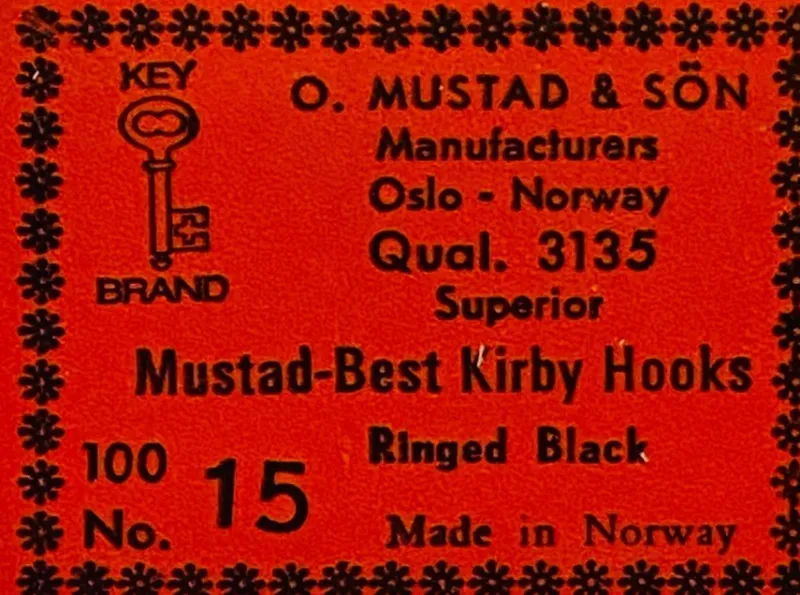 KEY
BRAND
O. MUSTAD & SÖN
Manufacturers
Oslo - Norway
Qual. 3135
Superior
Mustad-Best Kirby Hooks
Ringed Black
100
No. 15
Made in Norway